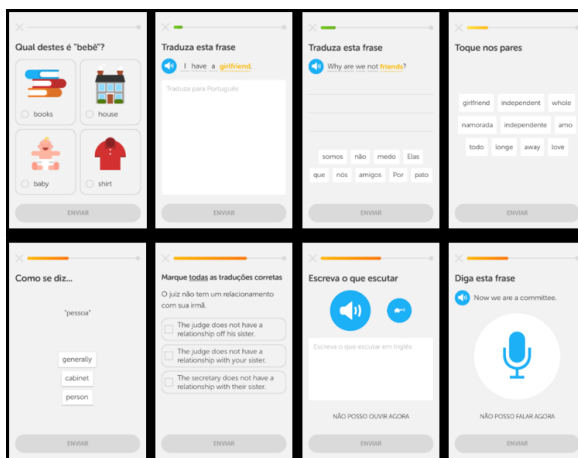 Qual destes é "bebê"?
books
house
baby
shirt
ENVIAR
Traduza esta frase
I have a girlfriend.
Traduza para Português
ENVIAR
Traduza esta frase
Why are we not friends?
somos não medo Elas
que nós amigos Por pato
ENVIAR
Toque nos pares
girlfriend independent whole
namorada independente amo
todo longe away love
ENVIAR
Como se diz...
"pessoa"
generally
cabinet
person
ENVIAR
Marque todas as traduções corretas
O juiz não tem um relacionamento
com sua irmã.
The judge does not have a
relationship off his sister.
The judge does not have a
relationship with your sister.
The secretary does not have a
relationship with their sister.
ENVIAR
Escreva o que escutar
Escreva o que escutar em Inglês
NÃO POSSO OUVIR AGORA
ENVIAR
Diga esta frase
Now we are a committee.
NÃO POSSO FALAR AGORA
ENVIAR